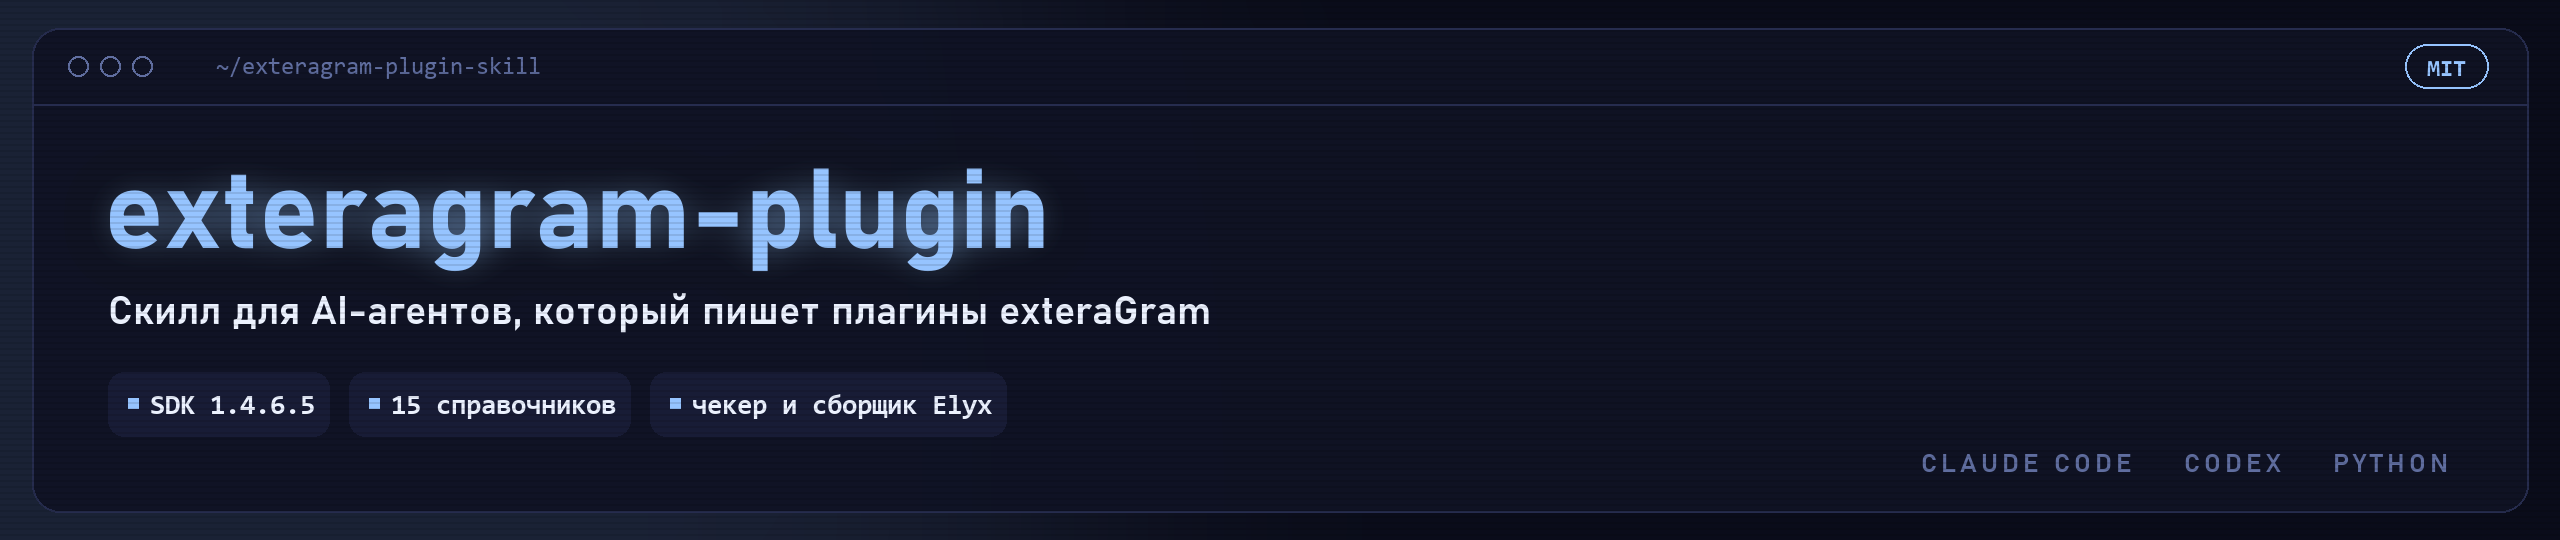 ~/exteragram-plugin-skill
MIT
exteragram-plugin
Скилл для AI-агентов, который пишет плагины exteraGram
SDK 1.4.6.5
15 справочников
чекер и сборщик Elyx
CLAUDE CODE
CODEX
PYTHON